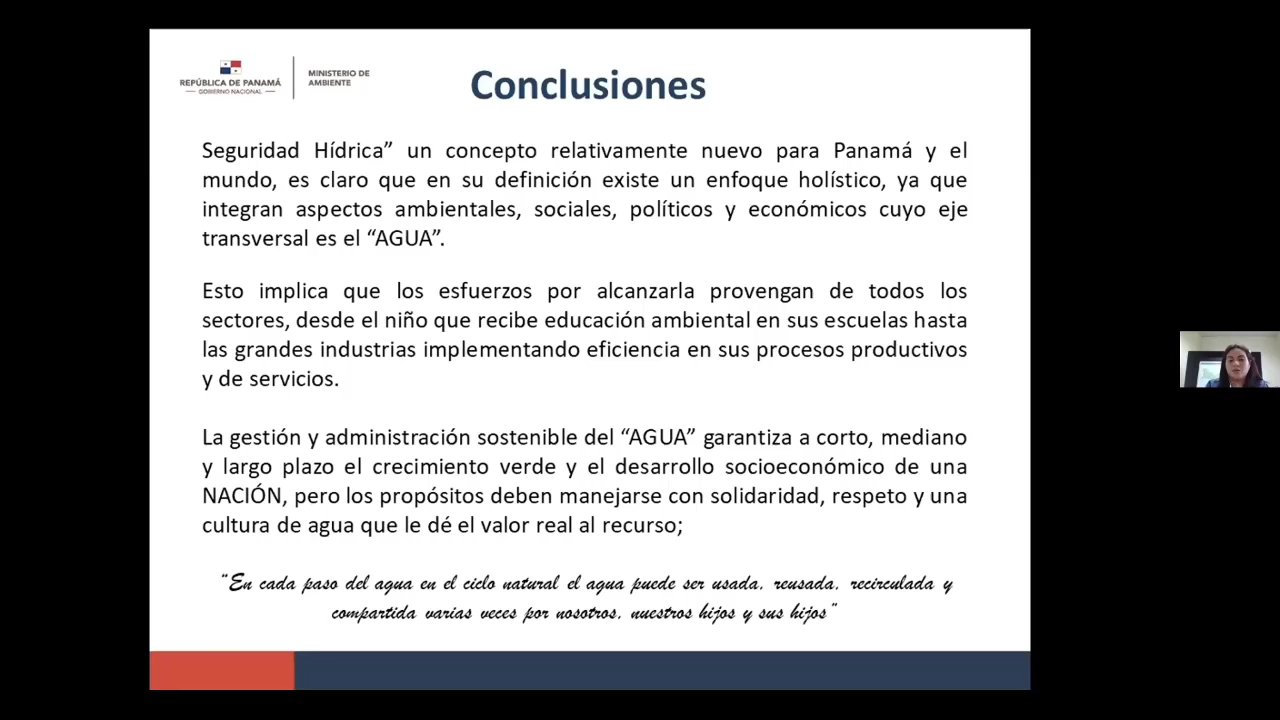 REPÚBLICA DE PANAMÁ
— GOBIERNO NACIONAL —
MINISTERIO DE
AMBIENTE
Conclusiones
Seguridad Hídrica” un concepto relativamente nuevo para Panamá y el
mundo, es claro que en su definición existe un enfoque holístico, ya que
integran aspectos ambientales, sociales, políticos y económicos cuyo eje
transversal es el “AGUA”.
Esto implica que los esfuerzos por alcanzarla provengan de todos los
sectores, desde el niño que recibe educación ambiental en sus escuelas hasta
las grandes industrias implementando eficiencia en sus procesos productivos
y de servicios.
La gestión y administración sostenible del “AGUA” garantiza a corto, mediano
y largo plazo el crecimiento verde y el desarrollo socioeconómico de una
NACIÓN, pero los propósitos deben manejarse con solidaridad, respeto y una
cultura de agua que le dé el valor real al recurso;
“En cada paso del agua en el ciclo natural el agua puede ser usada, reusada, recirculada y
compartida varias veces por nosotros, nuestros hijos y sus hijos”